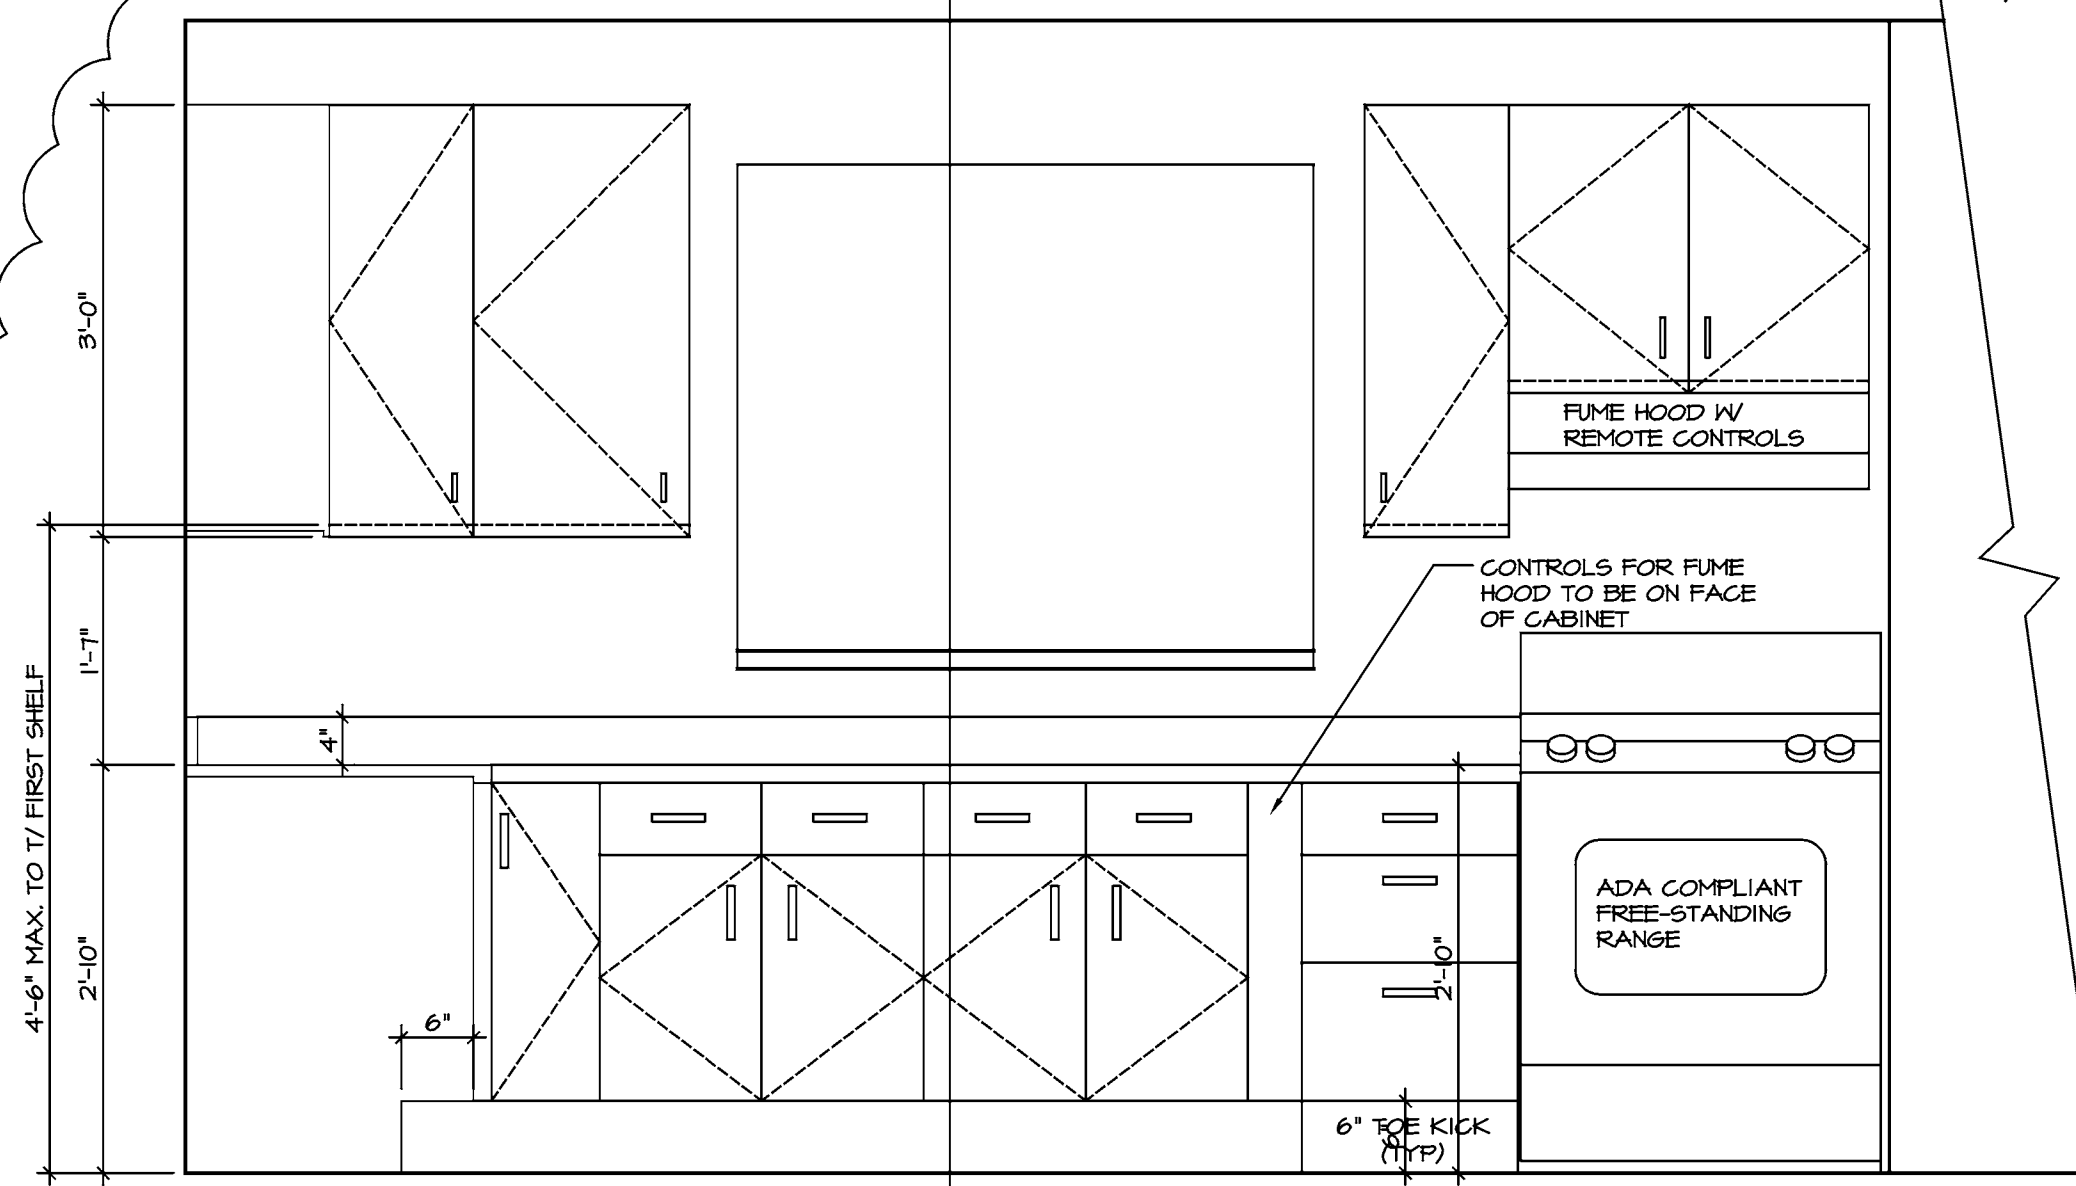 3'-0"
FUME HOOD W/
REMOTE CONTROLS
CONTROLS FOR FUME
HOOD TO BE ON FACE
OF CABINET
1'-7"
4'-6" MAX. TO T/ FIRST SHELF
4"
ADA COMPLIANT
FREE-STANDING
RANGE
2'-10"
2'-10"
6"
6" TOE KICK
(TYP)